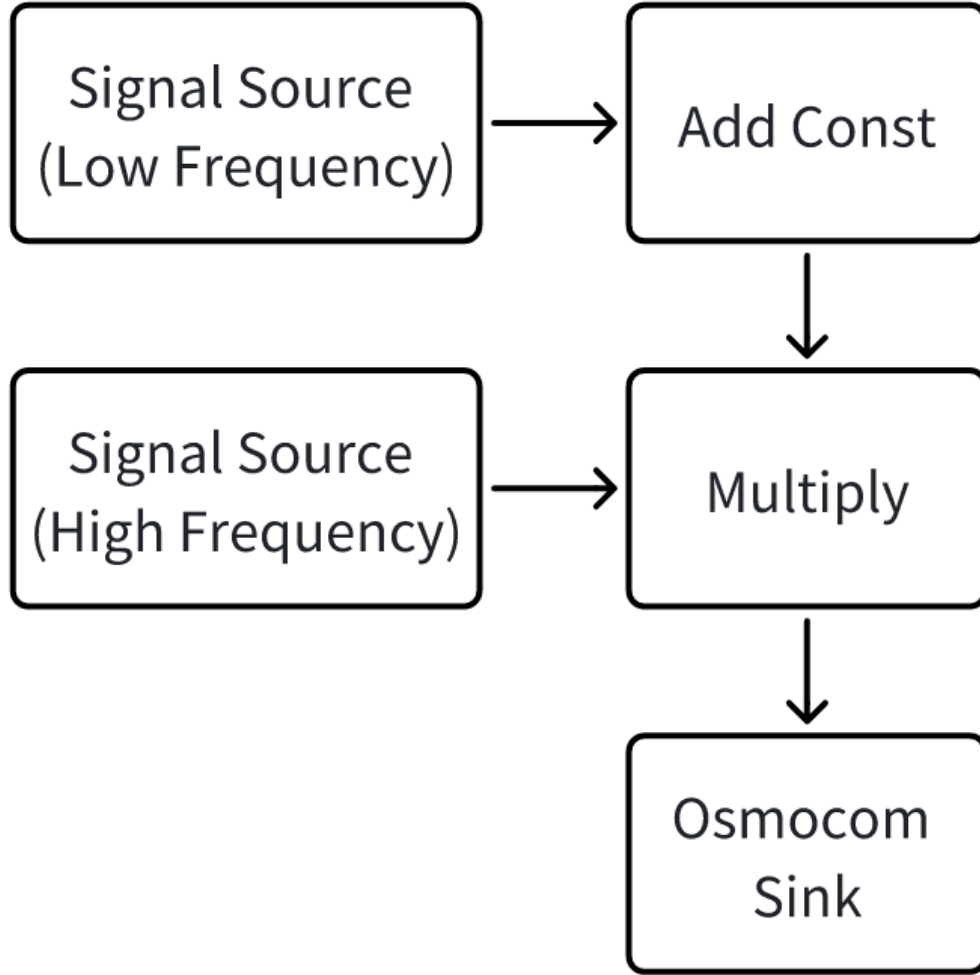 Signal Source
(Low Frequency)
Add Const
Signal Source
(High Frequency)
Multiply
Osmocom
Sink